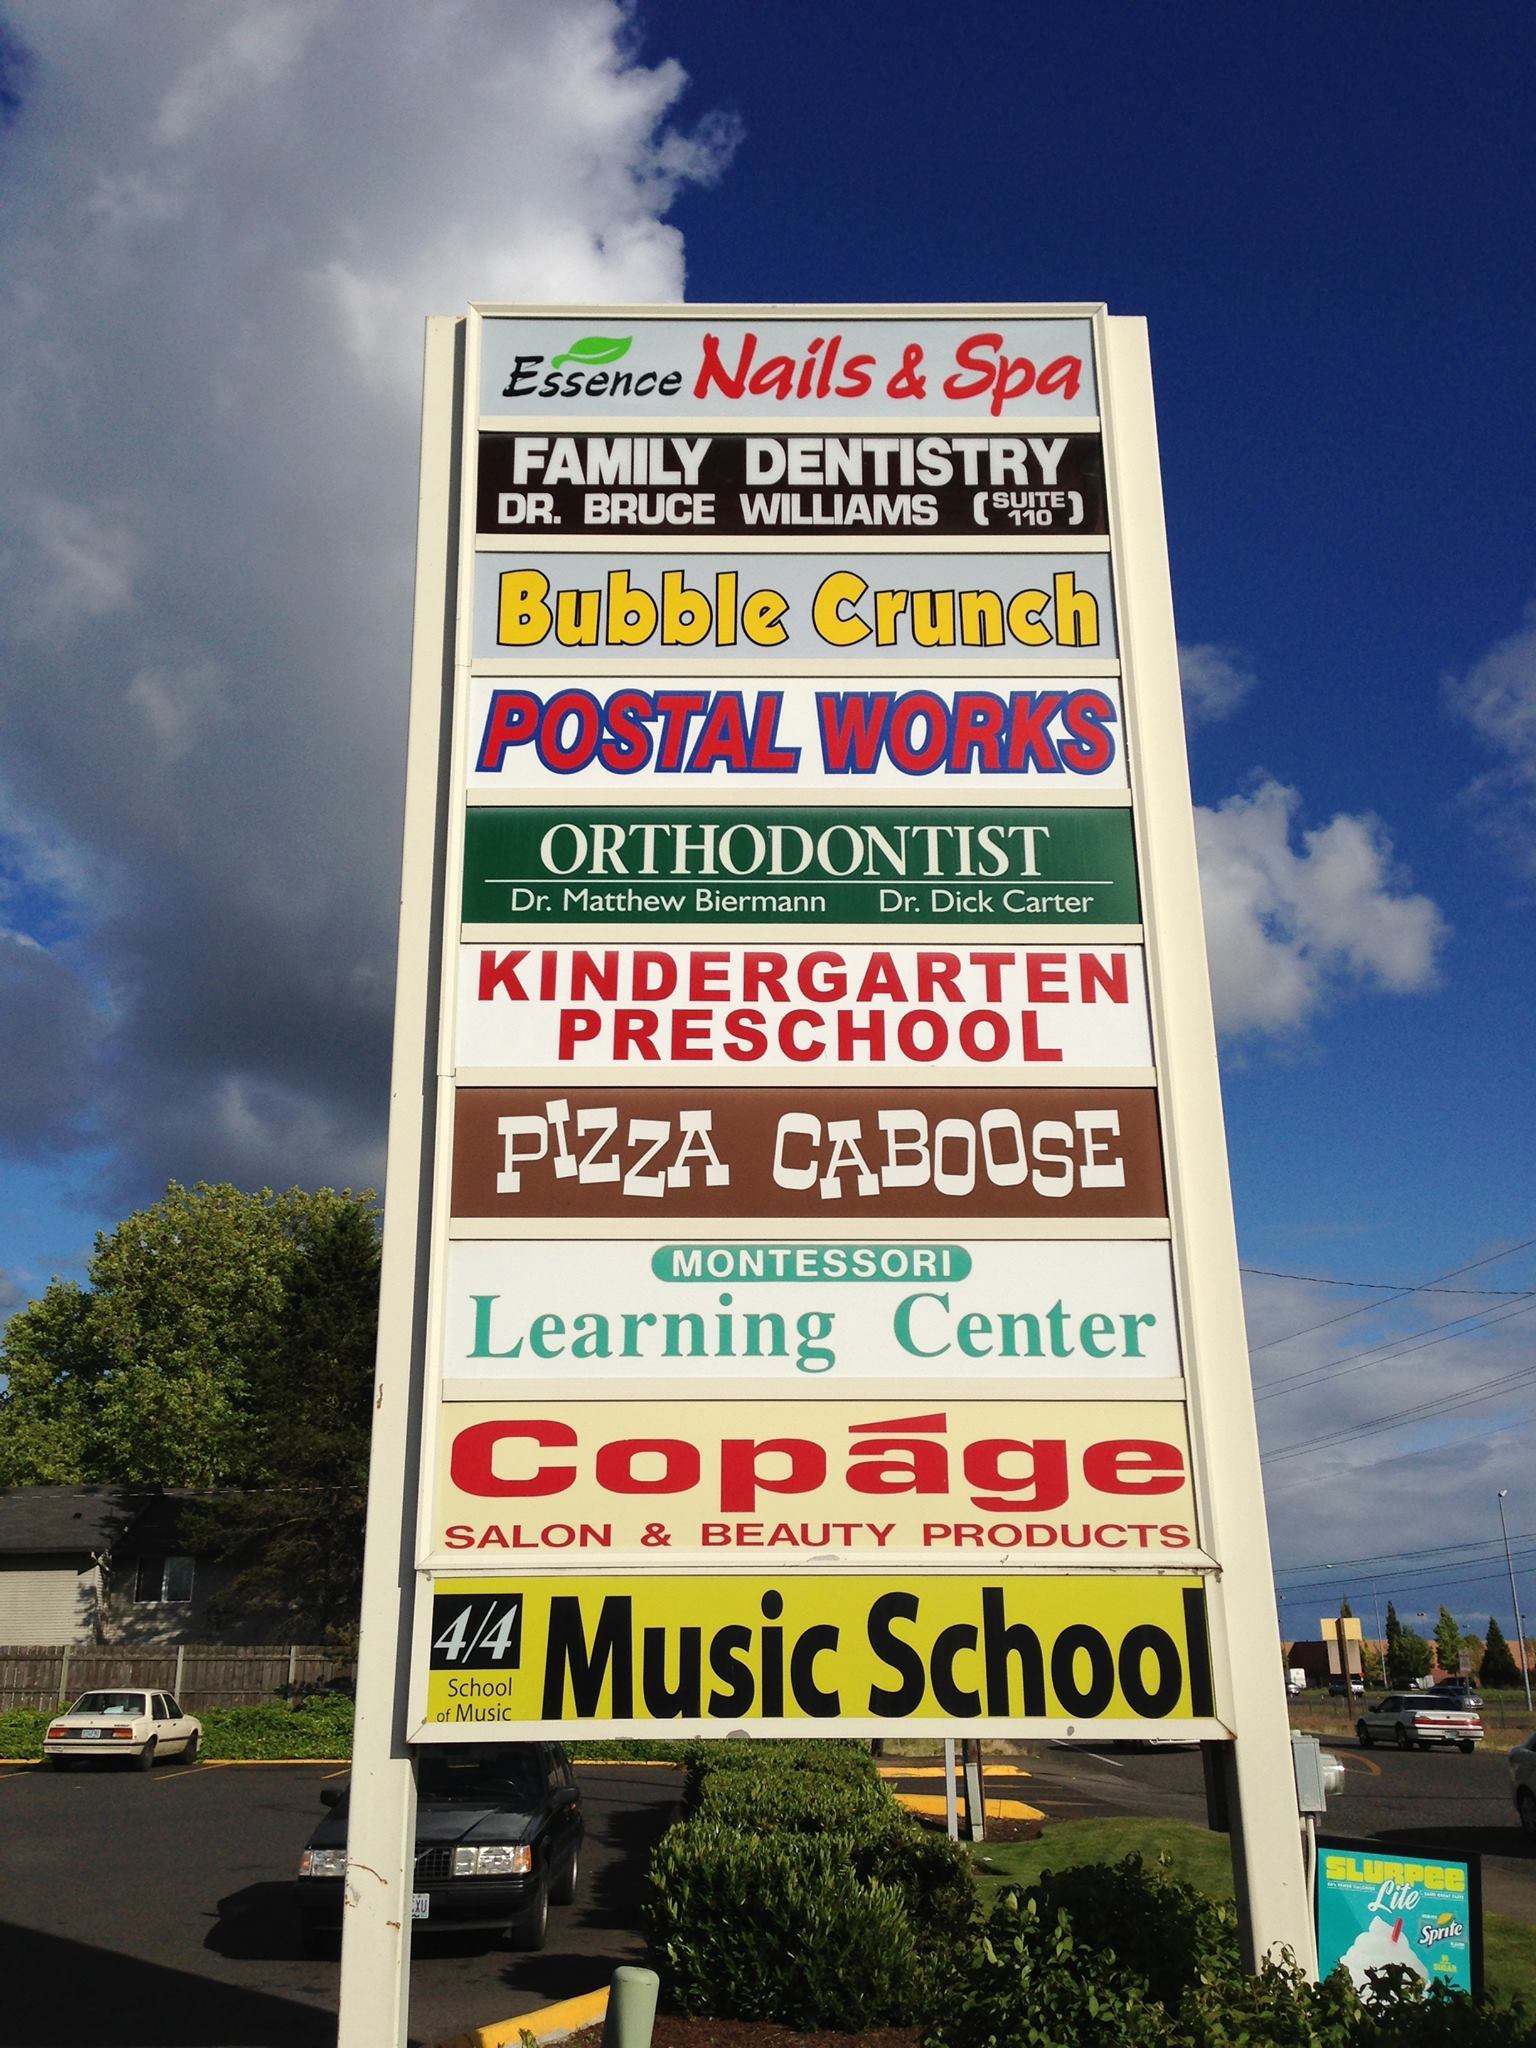 Essence Nails & Spa
FAMILY DENTISTRY
DR. BRUCE WILLIAMS (SUITE 110)
Bubble Crunch
POSTAL WORKS
ORTHODONTIST
Dr. Matthew Biermann Dr. Dick Carter
KINDERGARTEN
PRESCHOOL
PIZZA CABOOSE
MONTESSORI
Learning Center
Copáge
SALON & BEAUTY PRODUCTS
4/4 Music School
School
of Music
SLURPEE
Lite
Sprite
SUGAR